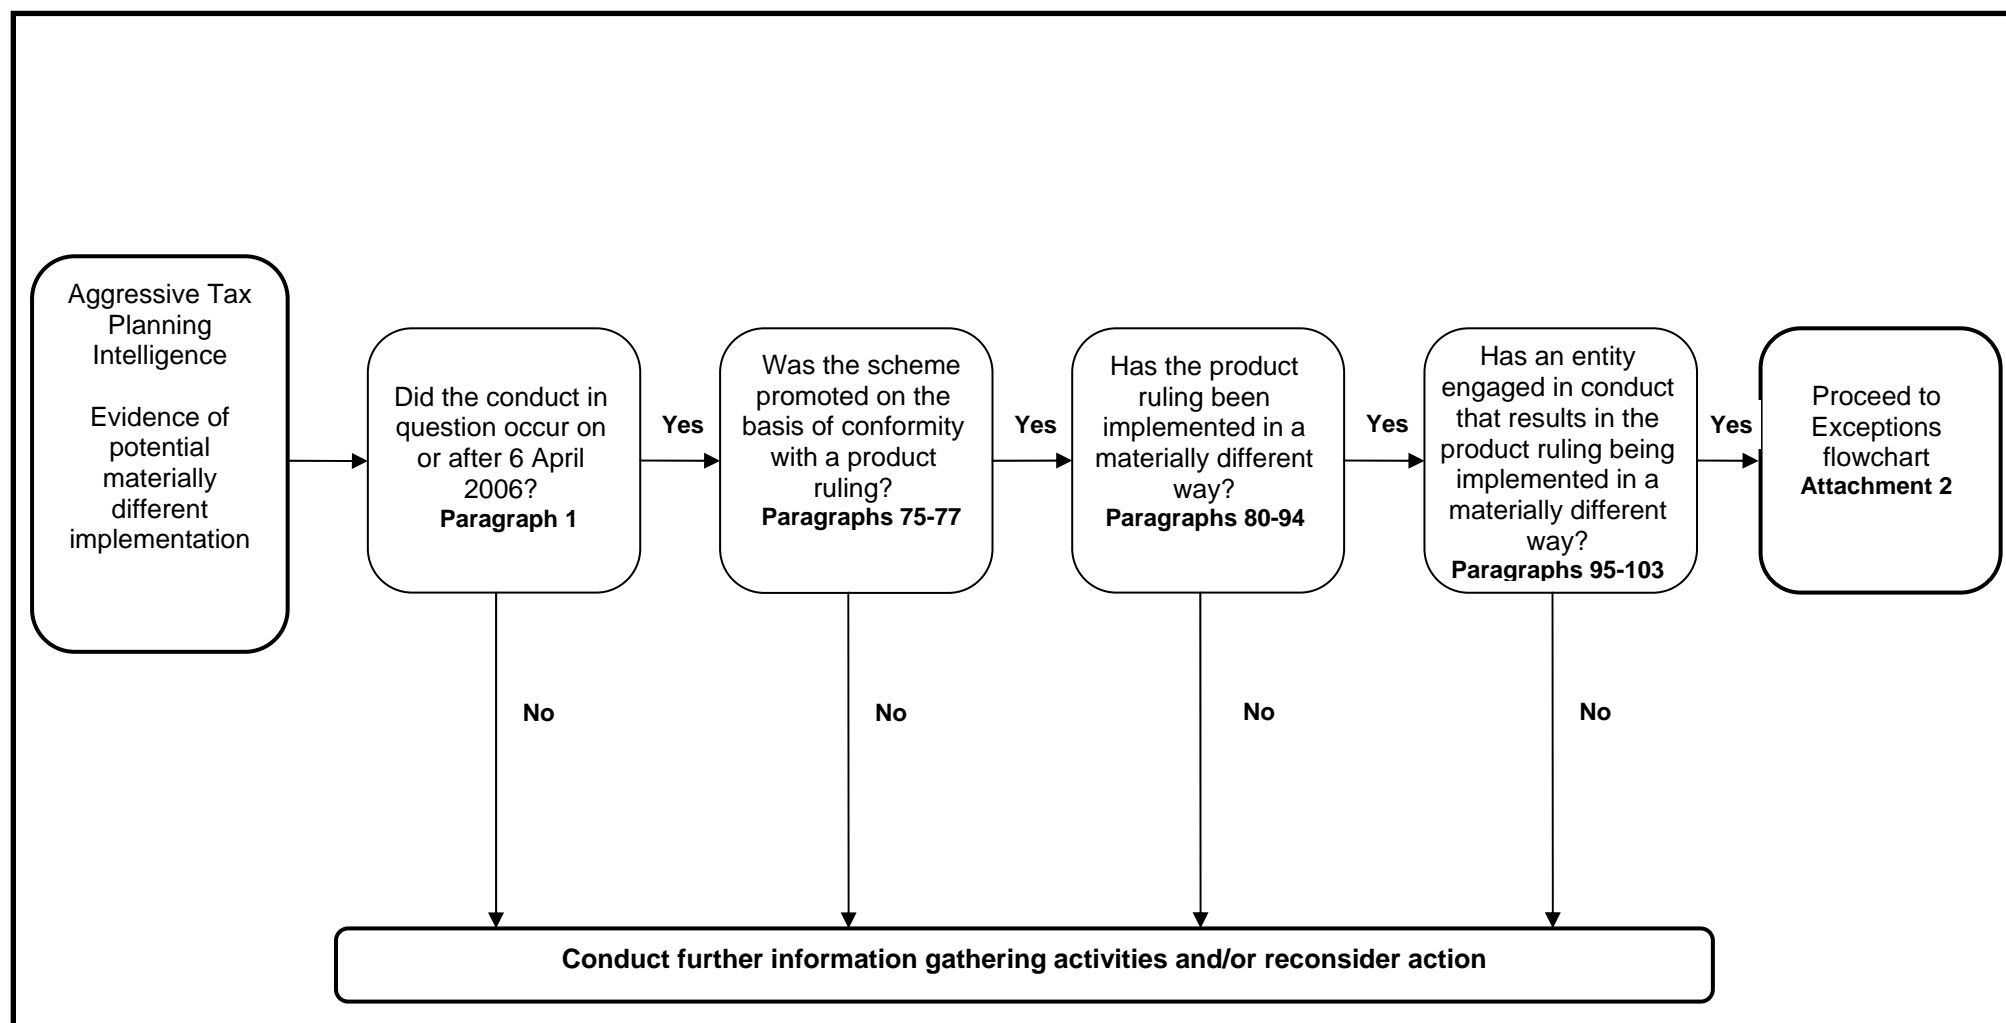 Aggressive Tax
Planning
Intelligence
Evidence of
potential
materially
different
implementation
Did the conduct in
question occur on
or after 6 April
2006?
Paragraph 1
Yes
Was the scheme
promoted on the
basis of conformity
with a product
ruling?
Paragraphs 75-77
Yes
Has the product
ruling been
implemented in a
materially different
way?
Paragraphs 80-94
Yes
Has an entity
engaged in conduct
that results in the
product ruling being
implemented in a
materially different
way?
Paragraphs 95-103
Yes
Proceed to
Exceptions
flowchart
Attachment 2
No
No
No
No
Conduct further information gathering activities and/or reconsider action